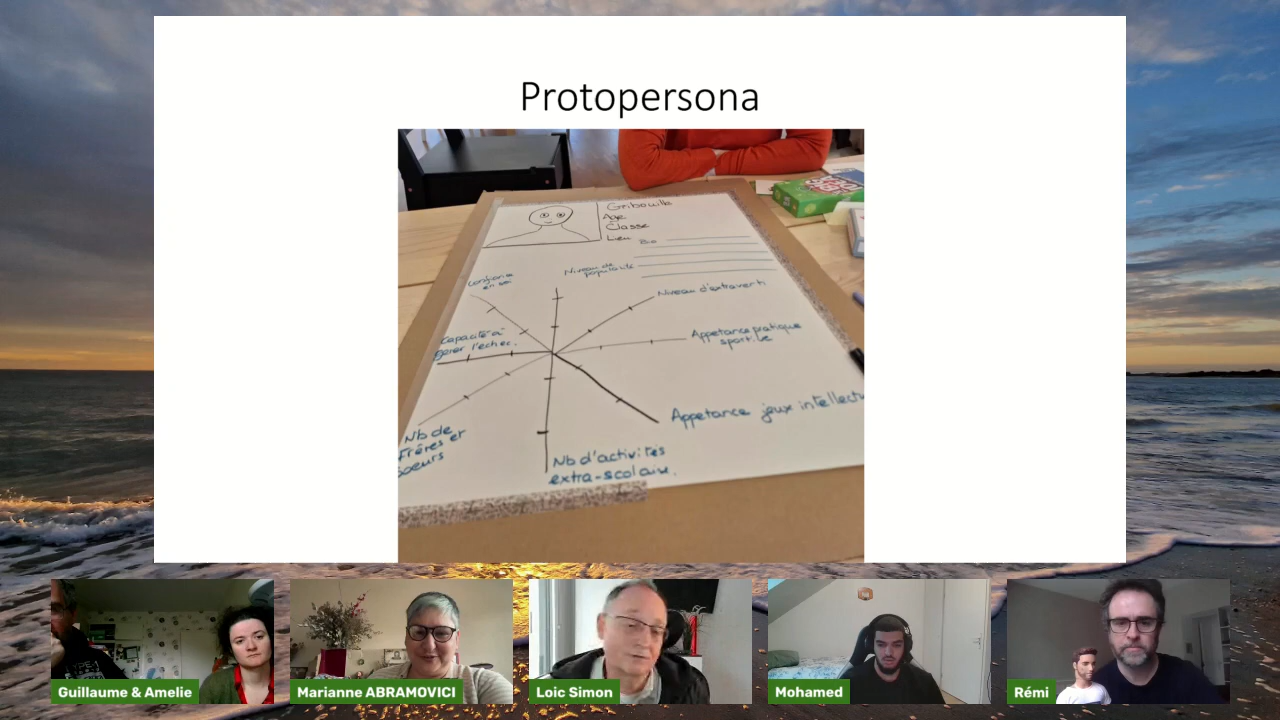 Protopersona
Gribouille
Age
Classe
Lieu
Bio
Confiance
en soi
Niveau de
popularité
Niveau d'extraverti
Capacité à
gérer l'échec.
Appetance pratique
sportive
Appetance jeux intellectu
Nb de
Frères et
Soeurs
Nb d'activités
extra-scolaire.
Guillaume & Amelie
Marianne ABRAMOVICI
Loic Simon
Mohamed
Rémi